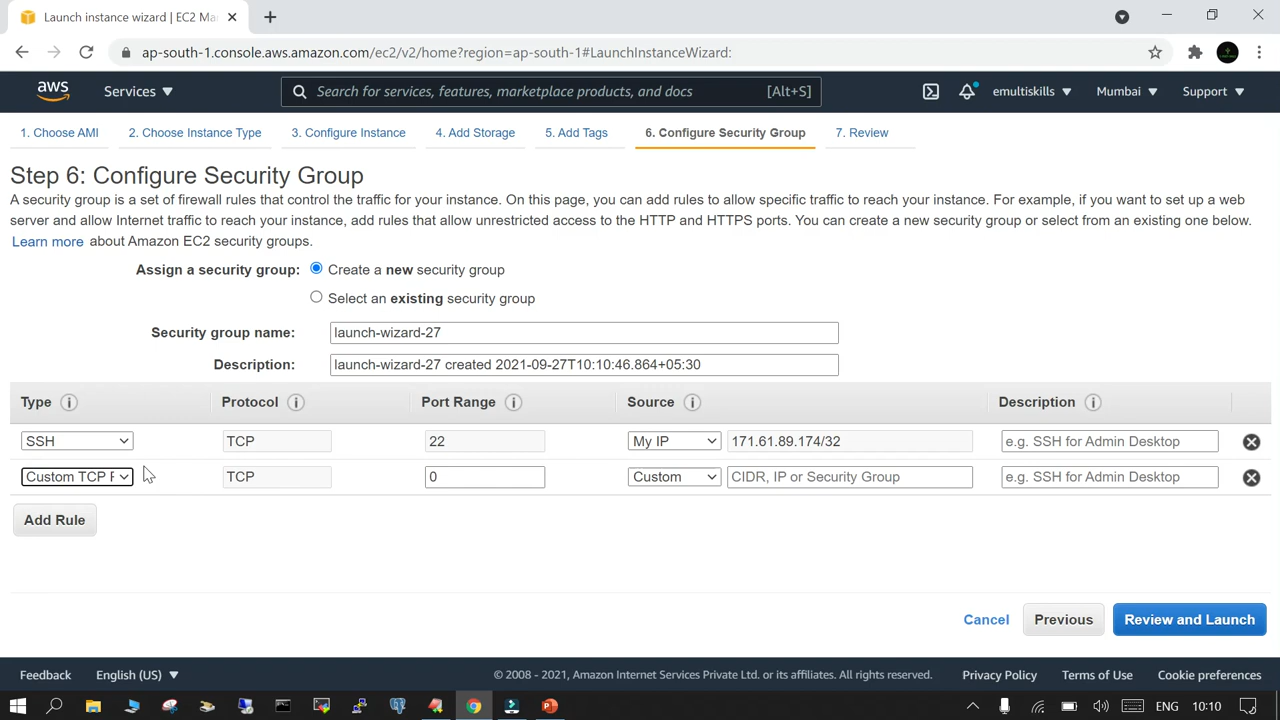 Launch instance wizard | EC2 Ma
ap-south-1.console.aws.amazon.com/ec2/v2/home?region=ap-south-1#LaunchInstanceWizard:
aws Services Search for services, features, marketplace products, and docs [Alt+S] emultiskills Mumbai Support
1. Choose AMI 2. Choose Instance Type 3. Configure Instance 4. Add Storage 5. Add Tags 6. Configure Security Group 7. Review
Step 6: Configure Security Group
A security group is a set of firewall rules that control the traffic for your instance. On this page, you can add rules to allow specific traffic to reach your instance. For example, if you want to set up a web
server and allow Internet traffic to reach your instance, add rules that allow unrestricted access to the HTTP and HTTPS ports. You can create a new security group or select from an existing one below.
Learn more about Amazon EC2 security groups.
Assign a security group: Create a new security group
Select an existing security group
Security group name: launch-wizard-27
Description: launch-wizard-27 created 2021-09-27T10:10:46.864+05:30
Type i Protocol i Port Range i Source i Description i
SSH TCP 22 My IP 171.61.89.174/32 e.g. SSH for Admin Desktop
Custom TCP F TCP 0 Custom CIDR, IP or Security Group e.g. SSH for Admin Desktop
Add Rule
Cancel Previous Review and Launch
Feedback English (US) © 2008 - 2021, Amazon Internet Services Private Ltd. or its affiliates. All rights reserved. Privacy Policy Terms of Use Cookie preferences
ENG 10:10